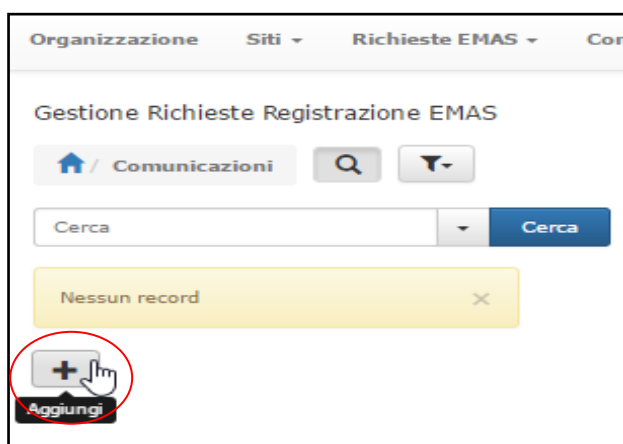 Organizzazione Siti Richieste EMAS
Gestione Richieste Registrazione EMAS
/ Comunicazioni
Cerca Cerca
Nessun record ×
+
Aggiungi